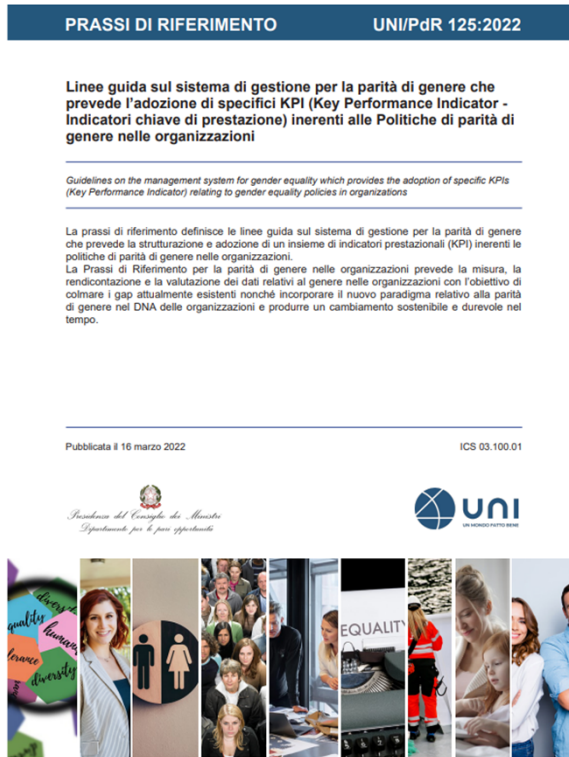 PRASSI DI RIFERIMENTO UNI/PdR 125:2022
Linee guida sul sistema di gestione per la parità di genere che
prevede l’adozione di specifici KPI (Key Performance Indicator -
Indicatori chiave di prestazione) inerenti alle Politiche di parità di
genere nelle organizzazioni
Guidelines on the management system for gender equality which provides the adoption of specific KPIs
(Key Performance Indicator) relating to gender equality policies in organizations
La prassi di riferimento definisce le linee guida sul sistema di gestione per la parità di genere
che prevede la strutturazione e adozione di un insieme di indicatori prestazionali (KPI) inerenti le
politiche di parità di genere nelle organizzazioni.
La Prassi di Riferimento per la parità di genere nelle organizzazioni prevede la misura, la
rendicontazione e la valutazione dei dati relativi al genere nelle organizzazioni con l’obiettivo di
colmare i gap attualmente esistenti nonché incorporare il nuovo paradigma relativo alla parità
di genere nel DNA delle organizzazioni e produrre un cambiamento sostenibile e durevole nel
tempo.
Pubblicata il 16 marzo 2022 ICS 03.100.01
Presidenza del Consiglio dei Ministri
Dipartimento per le pari opportunità
UNI
UN MONDO FATTO BENE
quality
diversity
EQUALITY